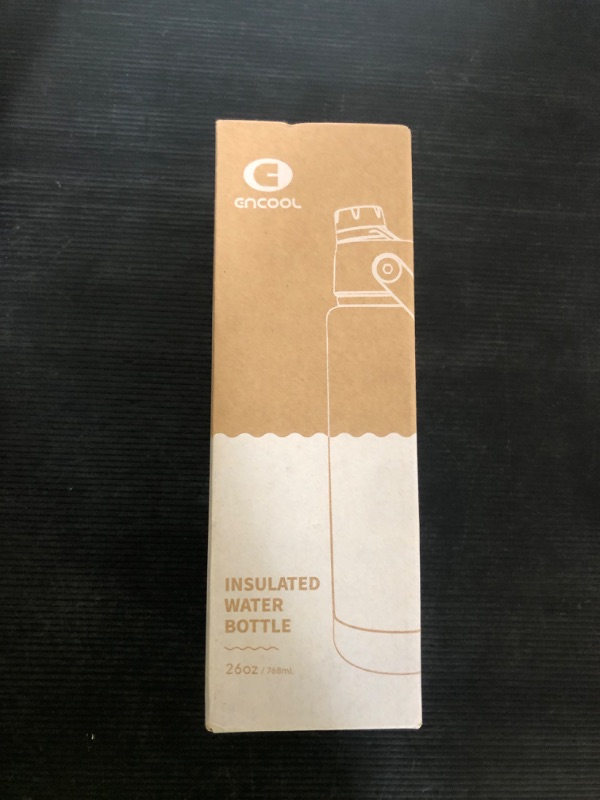 ENCOOL
INSULATED
WATER
BOTTLE
26oz / 768mL